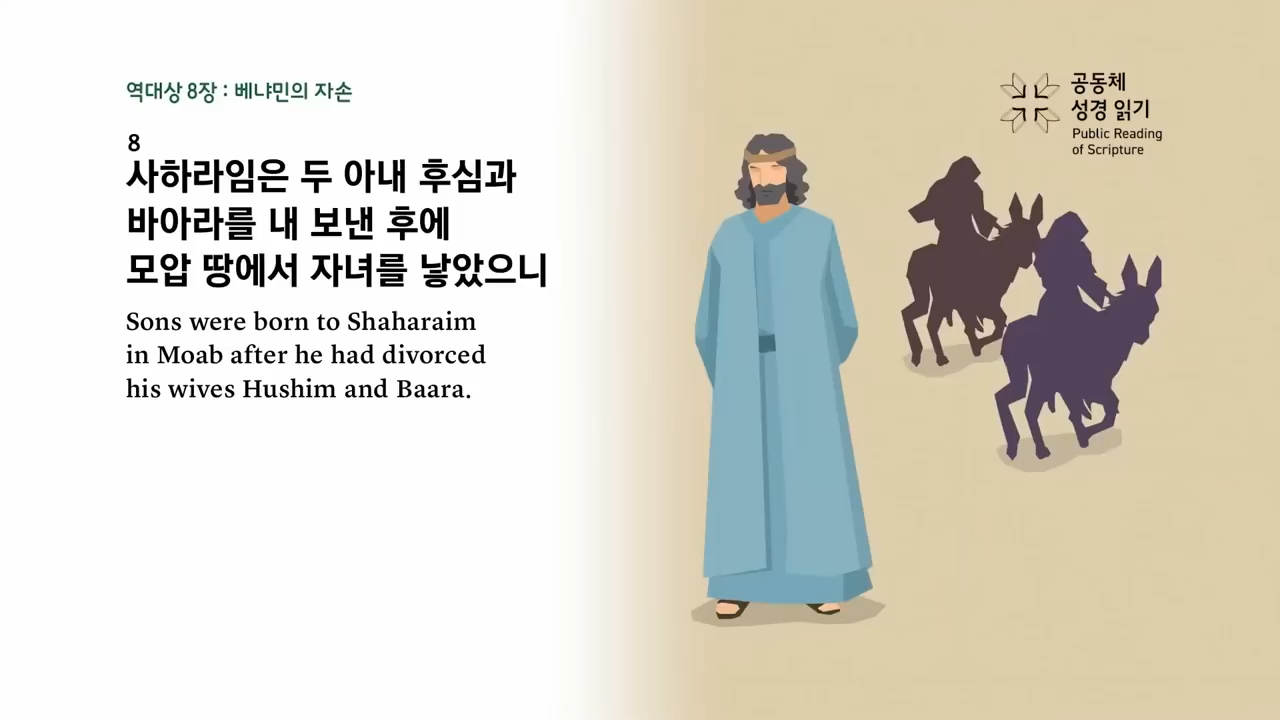 역대상 8장 : 베냐민의 자손
8
사하라임은 두 아내 후심과
바아라를 내 보낸 후에
모압 땅에서 자녀를 낳았으니
Sons were born to Shaharaim
in Moab after he had divorced
his wives Hushim and Baara.
공동체
성경 읽기
Public Reading
of Scripture